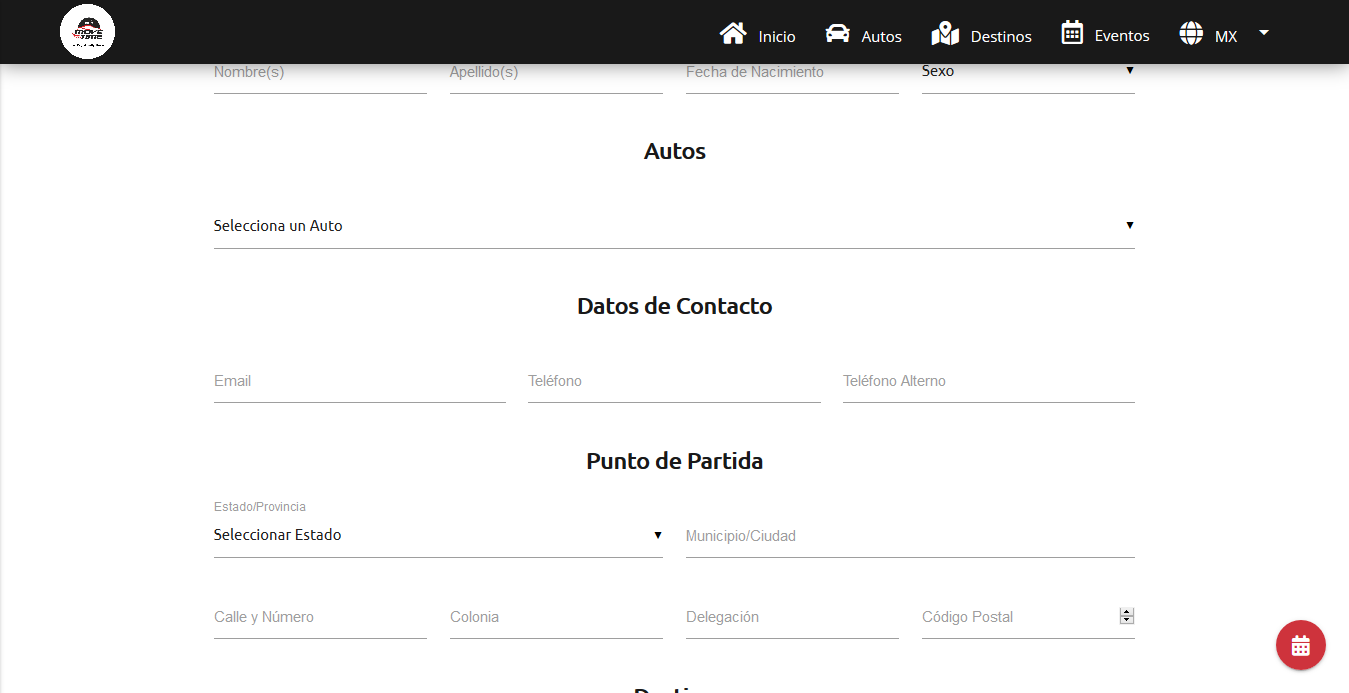 MOVE
Inicio
Autos
Destinos
Eventos
MX
Nombre(s)
Apellido(s)
Fecha de Nacimiento
Sexo
Autos
Selecciona un Auto
Datos de Contacto
Email
Teléfono
Teléfono Alterno
Punto de Partida
Estado/Provincia
Seleccionar Estado
Municipio/Ciudad
Calle y Número
Colonia
Delegación
Código Postal